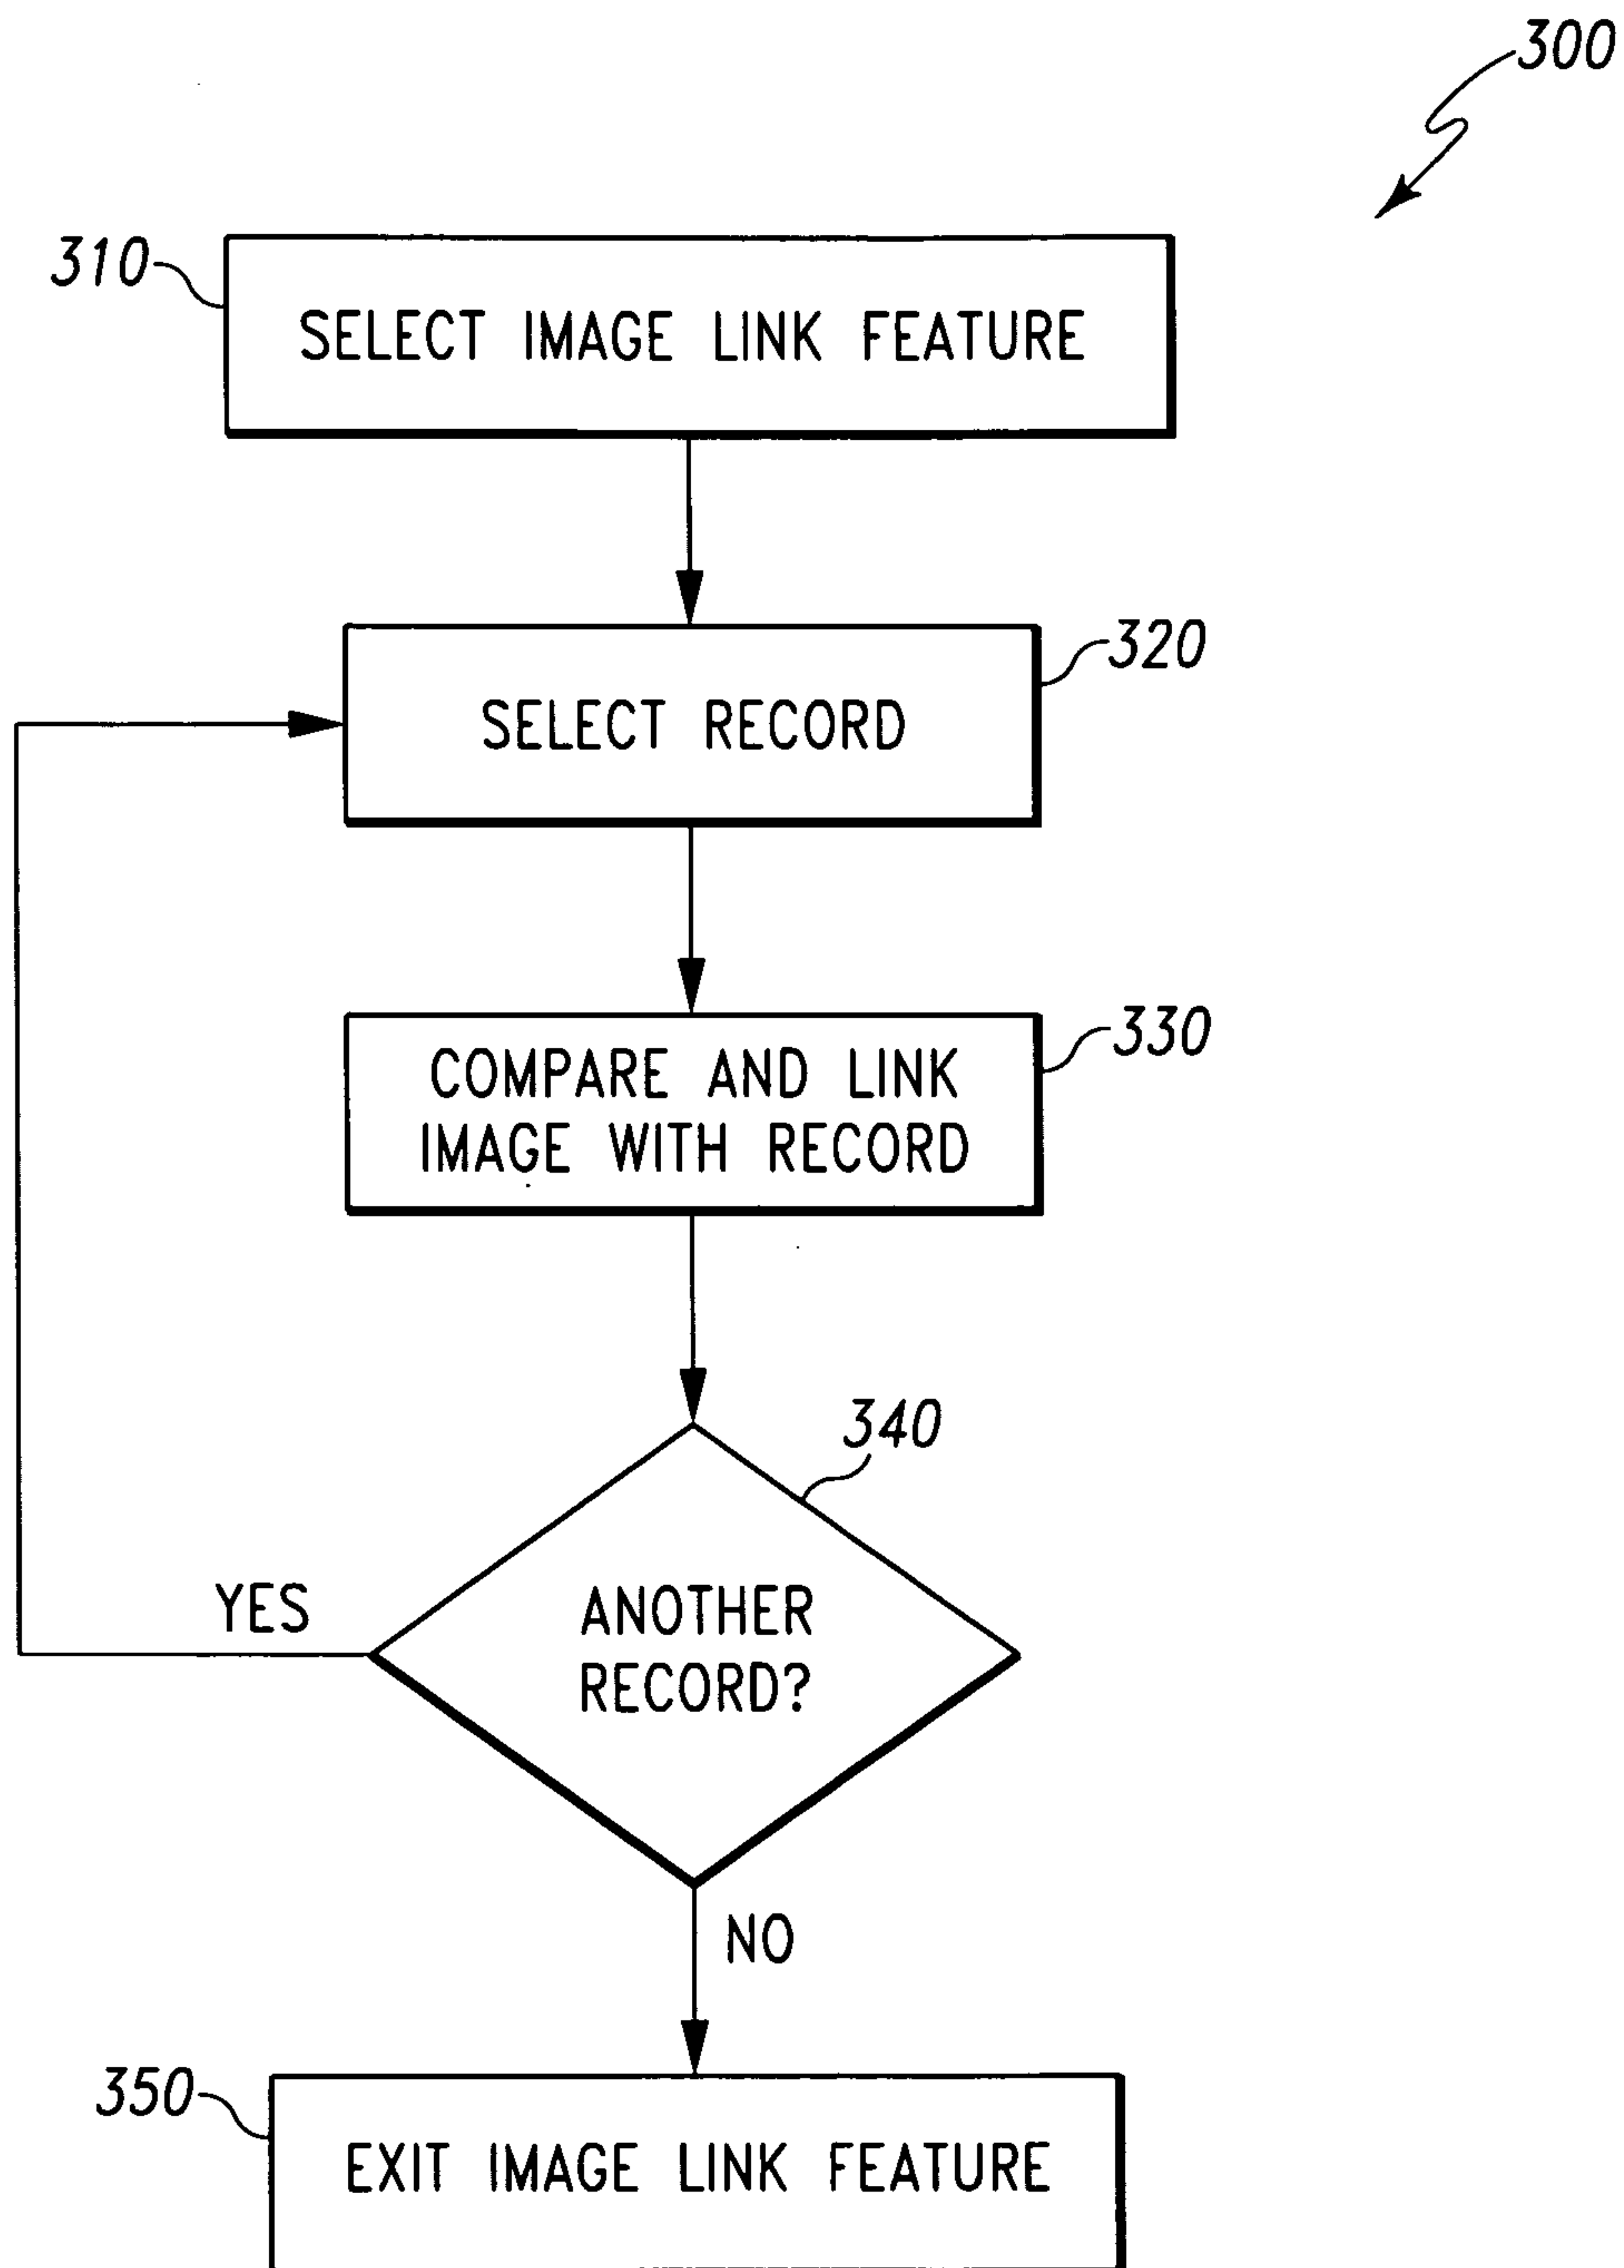 300
310
SELECT IMAGE LINK FEATURE
320
SELECT RECORD
330
COMPARE AND LINK
IMAGE WITH RECORD
340
ANOTHER
RECORD?
YES
NO
350
EXIT IMAGE LINK FEATURE